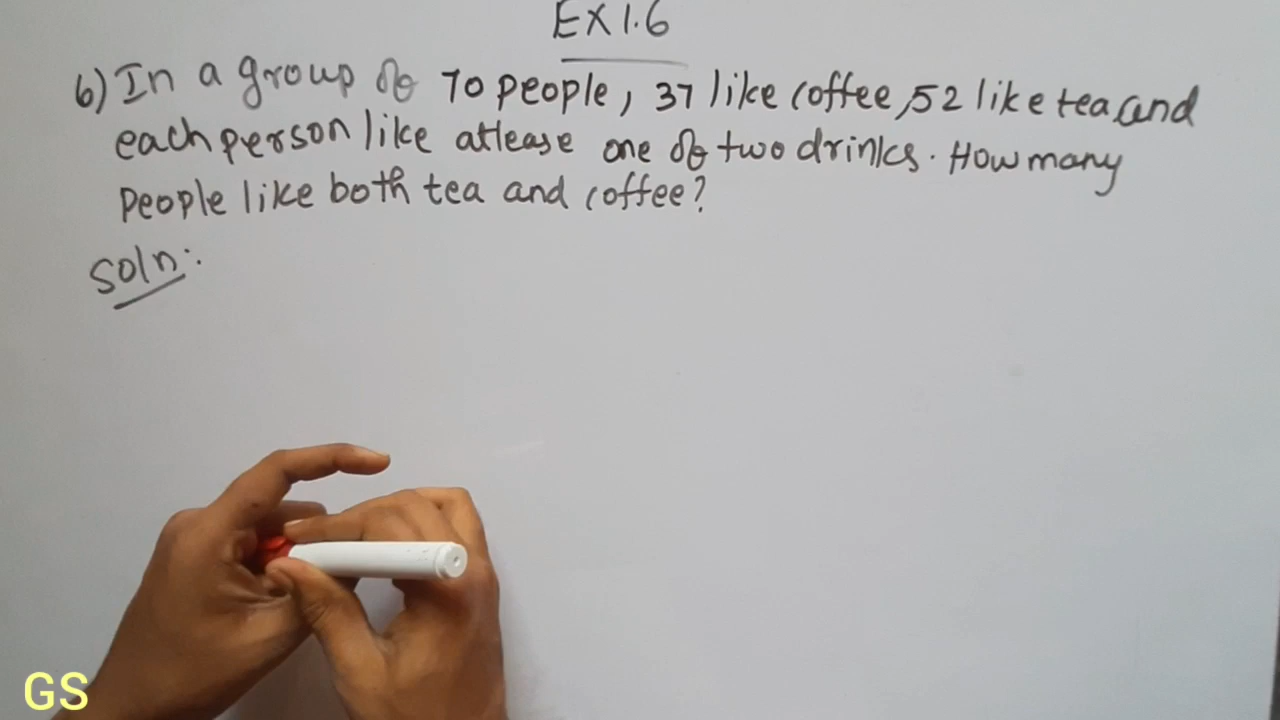 EX 1.6
6) In a group of 70 people, 37 like coffee, 52 like tea and
each person like atlease one of two drinks. How many
people like both tea and coffee?
Soln:
GS